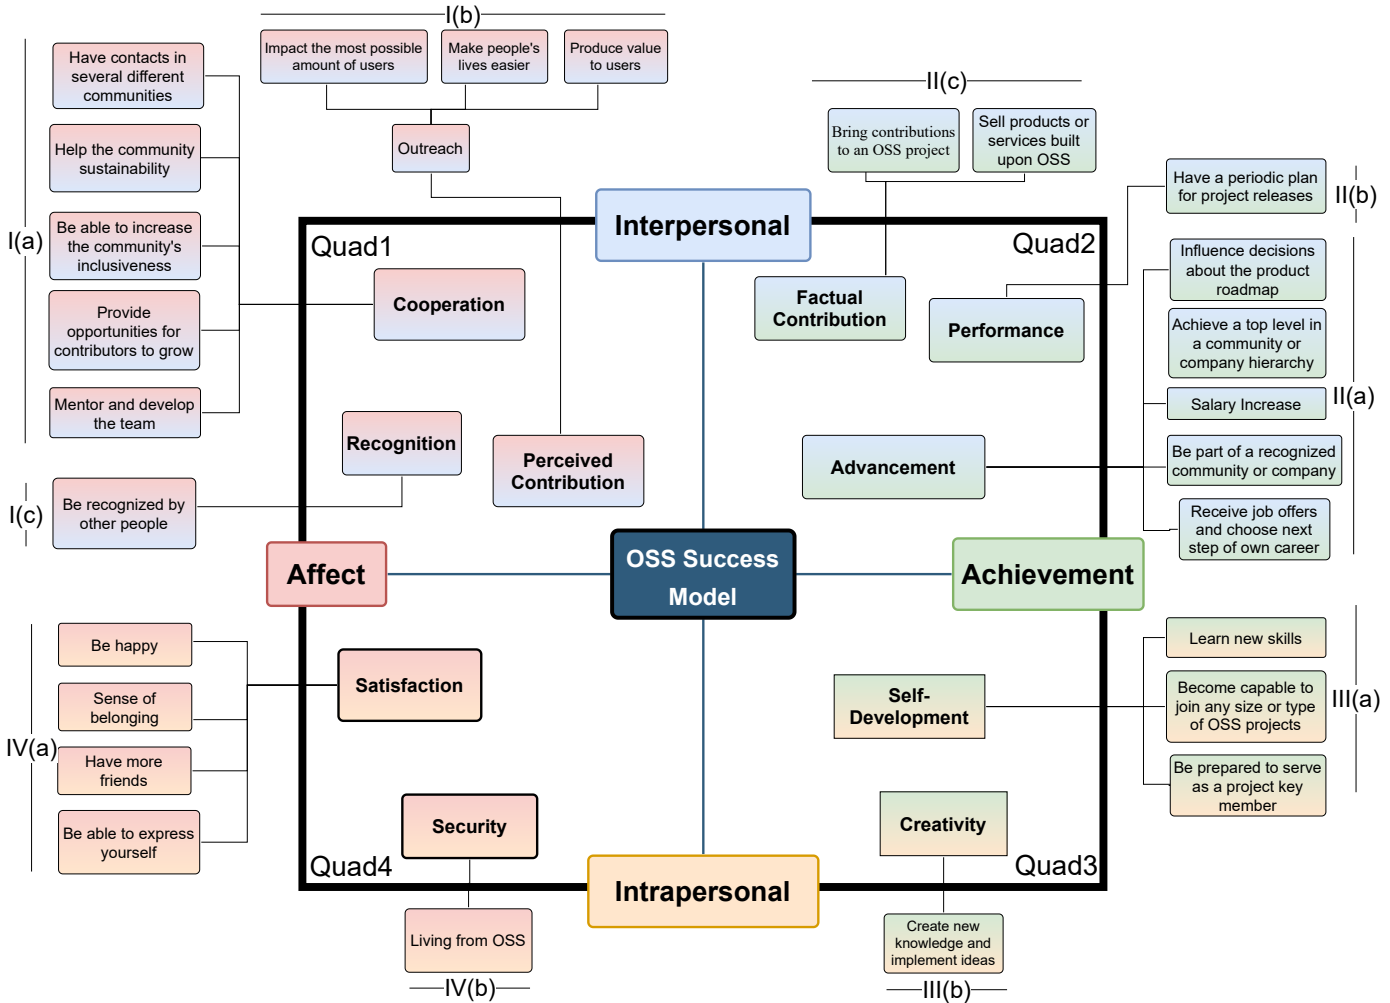 I(b)
Impact the most possible
amount of users
Make people's
lives easier
Produce value
to users
Outreach
I(a)
Have contacts in
several different
communities
Help the community
sustainability
Be able to increase
the community's
inclusiveness
Provide
opportunities for
contributors to grow
Mentor and develop
the team
I(c)
Be recognized by
other people
II(c)
Bring contributions
to an OSS project
Sell products or
services built
upon OSS
II(b)
Have a periodic plan
for project releases
II(a)
Influence decisions
about the product
roadmap
Achieve a top level in
a community or
company hierarchy
Salary Increase
Be part of a recognized
community or company
Receive job offers
and choose next
step of own career
Interpersonal
Quad1
Quad2
Cooperation
Factual
Contribution
Performance
Recognition
Perceived
Contribution
Advancement
Affect
OSS Success
Model
Achievement
Satisfaction
Self-
Development
Security
Creativity
Quad4
Quad3
Intrapersonal
IV(a)
Be happy
Sense of
belonging
Have more
friends
Be able to express
yourself
III(a)
Learn new skills
Become capable to
join any size or type
of OSS projects
Be prepared to serve
as a project key
member
Living from OSS
IV(b)
Create new
knowledge and
implement ideas
III(b)